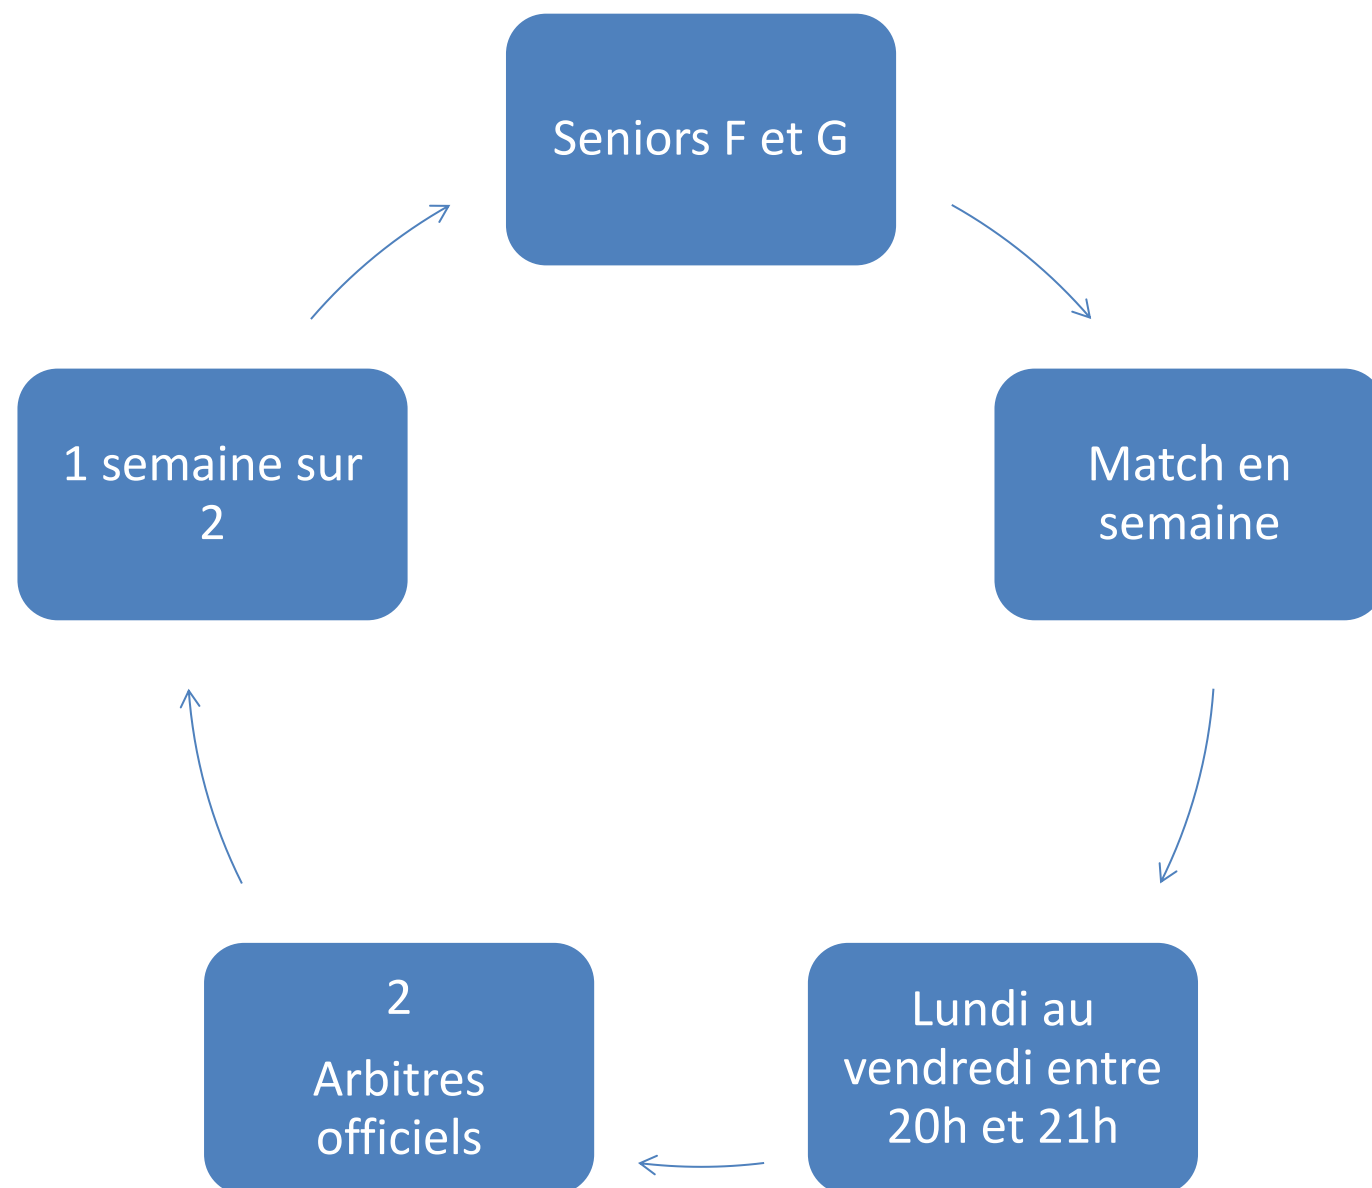 Seniors F et G
Match en
semaine
Lundi au
vendredi entre
20h et 21h
2
Arbitres
officiels
1 semaine sur
2